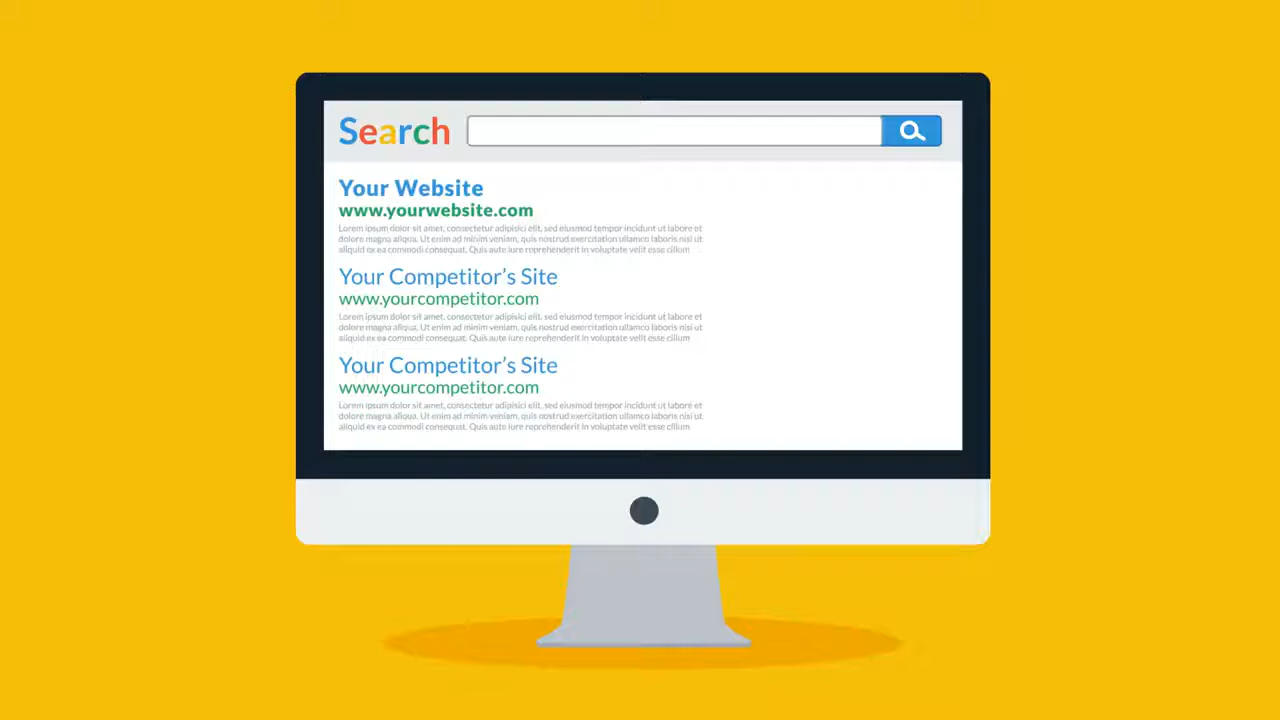 Search
Your Website
www.yourwebsite.com
Lorem ipsum dolor sit amet, consectetur adipisici elit, sed eiusmod tempor incidunt ut labore et
dolore magna aliqua. Ut enim ad minim veniam, quis nostrud exercitation ullamco laboris nisi ut
aliquid ex ea commodi consequat. Quis aute iure reprehenderit in voluptate velit esse cillum
Your Competitor’s Site
www.yourcompetitor.com
Lorem ipsum dolor sit amet, consectetur adipisici elit, sed eiusmod tempor incidunt ut labore et
dolore magna aliqua. Ut enim ad minim veniam, quis nostrud exercitation ullamco laboris nisi ut
aliquid ex ea commodi consequat. Quis aute iure reprehenderit in voluptate velit esse cillum
Your Competitor’s Site
www.yourcompetitor.com
Lorem ipsum dolor sit amet, consectetur adipisici elit, sed eiusmod tempor incidunt ut labore et
dolore magna aliqua. Ut enim ad minim veniam, quis nostrud exercitation ullamco laboris nisi ut
aliquid ex ea commodi consequat. Quis aute iure reprehenderit in voluptate velit esse cillum